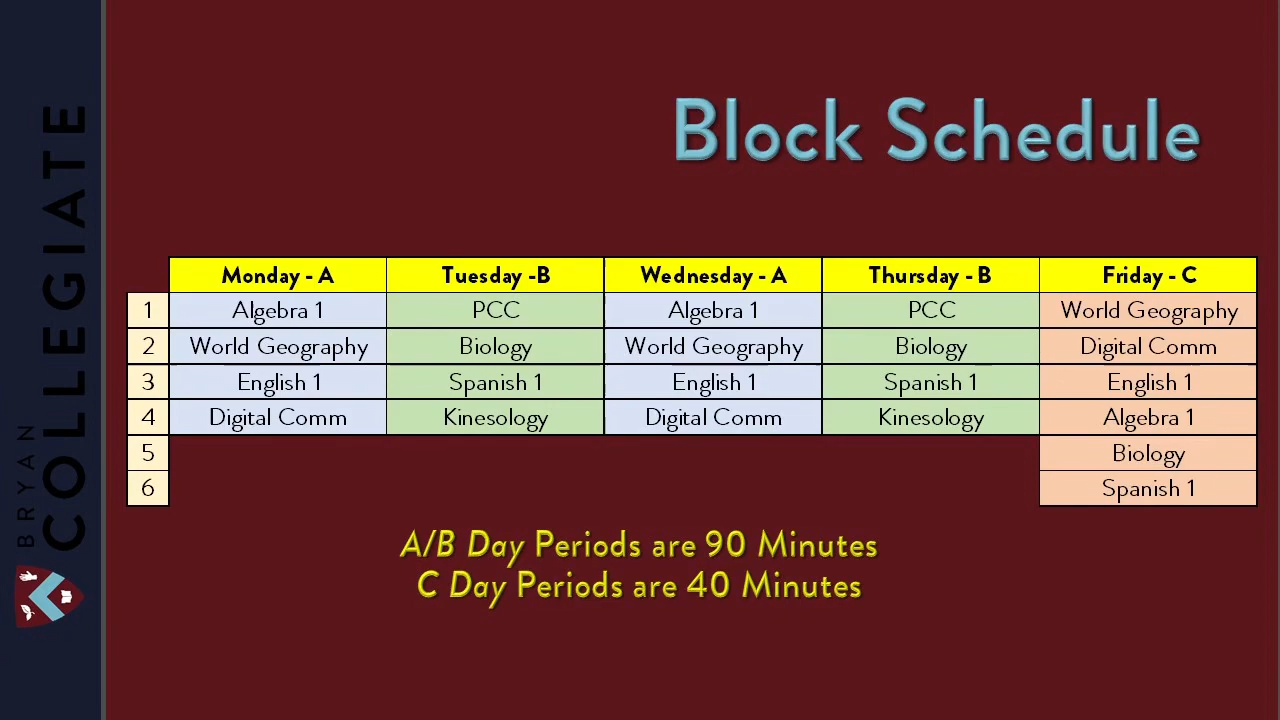 BRYAN
COLLEGIATE
Block Schedule
Monday - A Tuesday -B Wednesday - A Thursday - B Friday - C
1 Algebra 1 PCC Algebra 1 PCC World Geography
2 World Geography Biology World Geography Biology Digital Comm
3 English 1 Spanish 1 English 1 Spanish 1 English 1
4 Digital Comm Kinesology Digital Comm Kinesology Algebra 1
5 Biology
6 Spanish 1
A/B Day Periods are 90 Minutes
C Day Periods are 40 Minutes